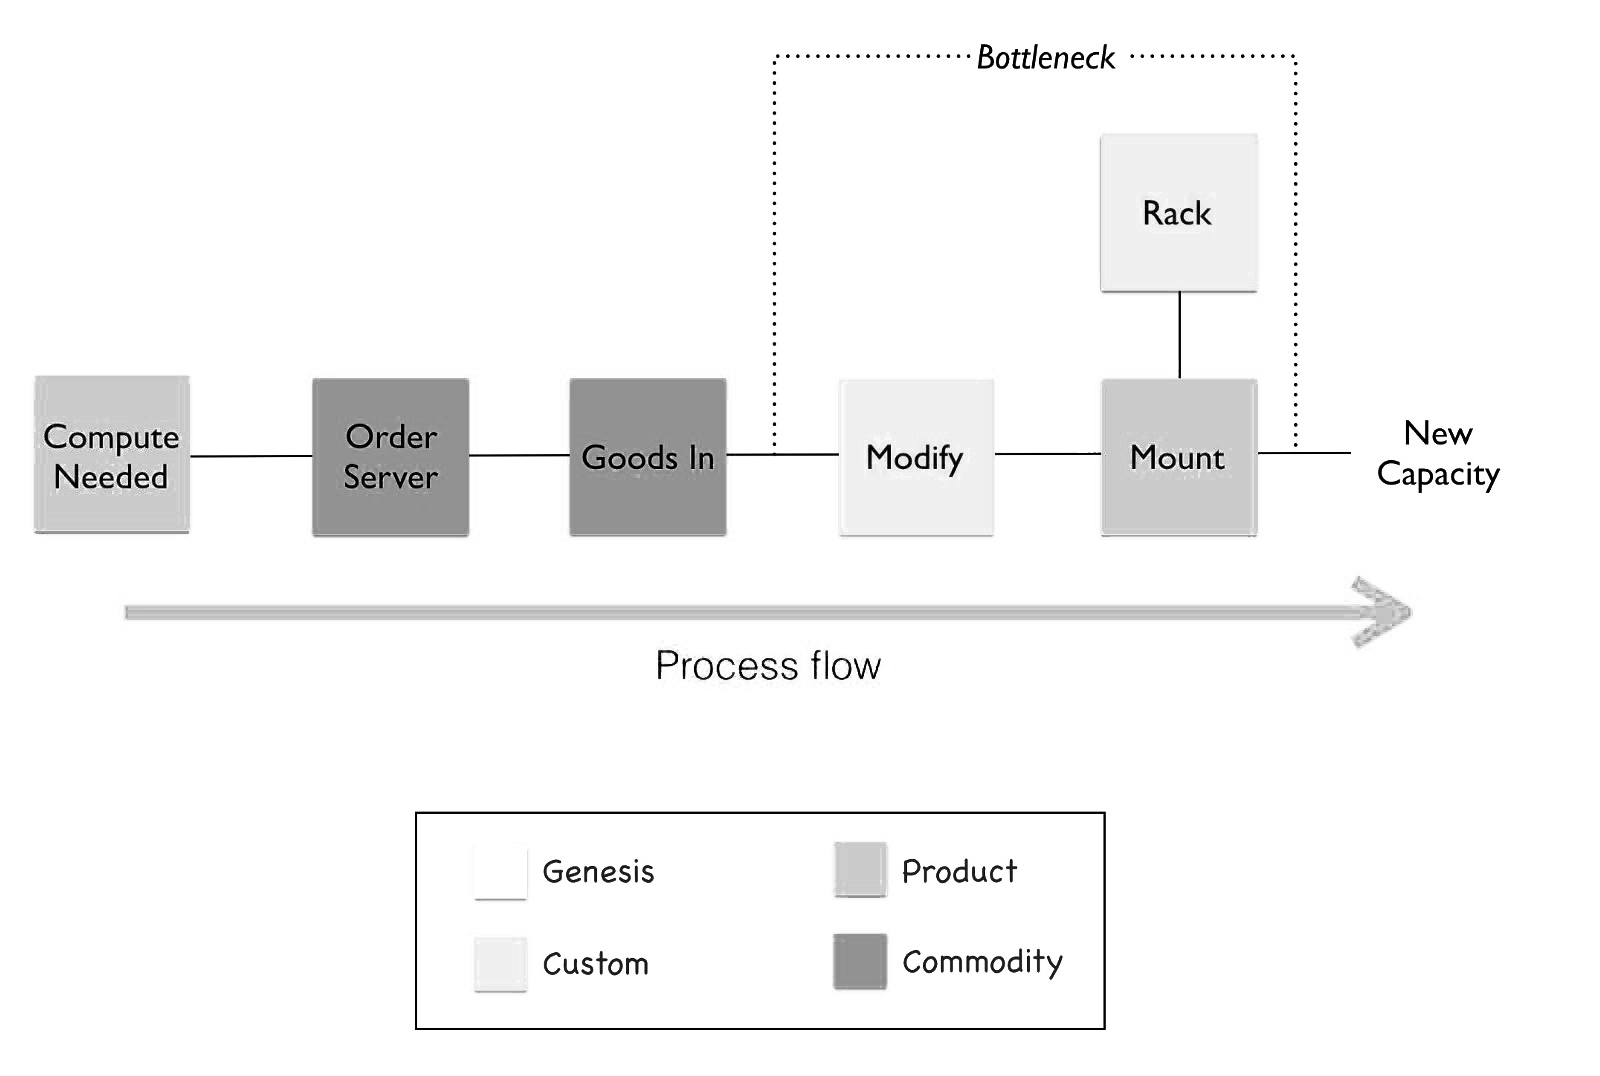 Bottleneck
Rack
Compute
Needed
Order
Server
Goods In
Modify
Mount
New
Capacity
Process flow
Genesis
Product
Custom
Commodity